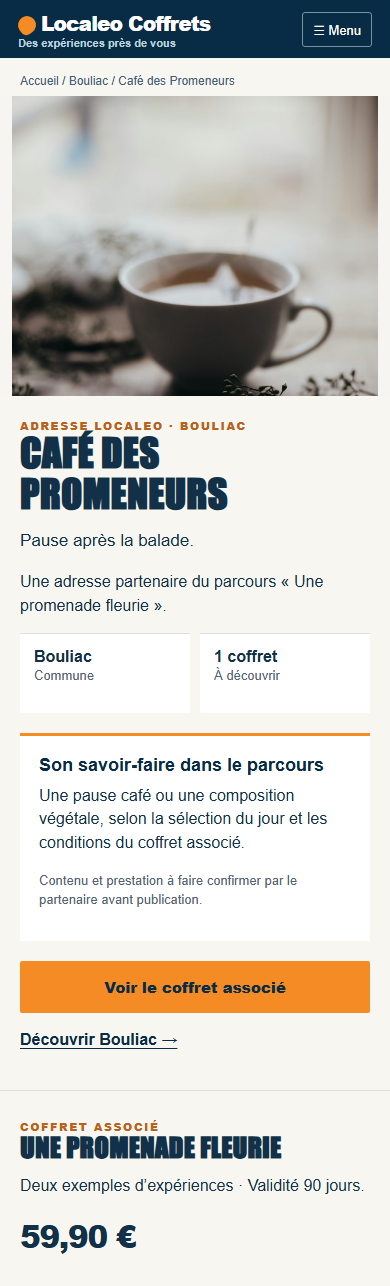 Localeo Coffrets
Des expériences près de vous
☰ Menu
Accueil / Bouliac / Café des Promeneurs
ADRESSE LOCALEO · BOULIAC
CAFÉ DES
PROMENEURS
Pause après la balade.
Une adresse partenaire du parcours « Une
promenade fleurie ».
Bouliac
Commune
1 coffret
À découvrir
Son savoir-faire dans le parcours
Une pause café ou une composition
végétale, selon la sélection du jour et les
conditions du coffret associé.
Contenu et prestation à faire confirmer par le
partenaire avant publication.
Voir le coffret associé
Découvrir Bouliac →
COFFRET ASSOCIÉ
UNE PROMENADE FLEURIE
Deux exemples d’expériences · Validité 90 jours.
59,90 €